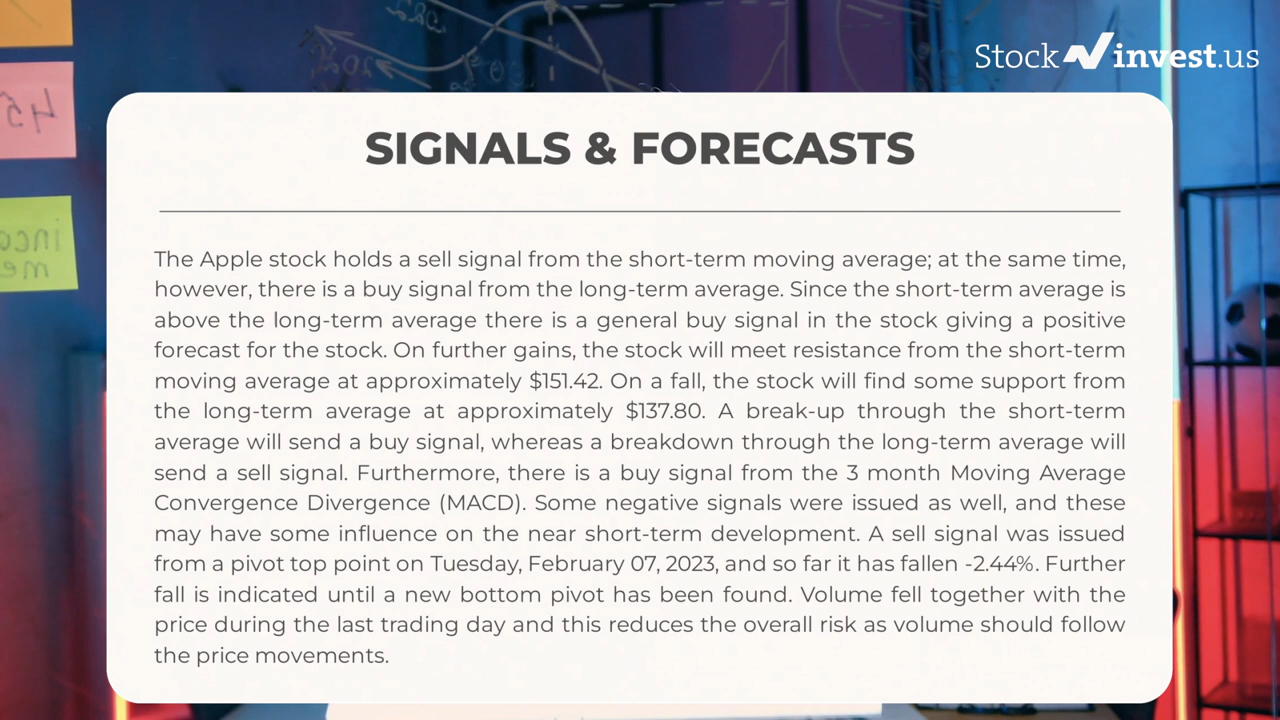 Stock invest.us
SIGNALS & FORECASTS
The Apple stock holds a sell signal from the short-term moving average; at the same time,
however, there is a buy signal from the long-term average. Since the short-term average is
above the long-term average there is a general buy signal in the stock giving a positive
forecast for the stock. On further gains, the stock will meet resistance from the short-term
moving average at approximately $151.42. On a fall, the stock will find some support from
the long-term average at approximately $137.80. A break-up through the short-term
average will send a buy signal, whereas a breakdown through the long-term average will
send a sell signal. Furthermore, there is a buy signal from the 3 month Moving Average
Convergence Divergence (MACD). Some negative signals were issued as well, and these
may have some influence on the near short-term development. A sell signal was issued
from a pivot top point on Tuesday, February 07, 2023, and so far it has fallen -2.44%. Further
fall is indicated until a new bottom pivot has been found. Volume fell together with the
price during the last trading day and this reduces the overall risk as volume should follow
the price movements.